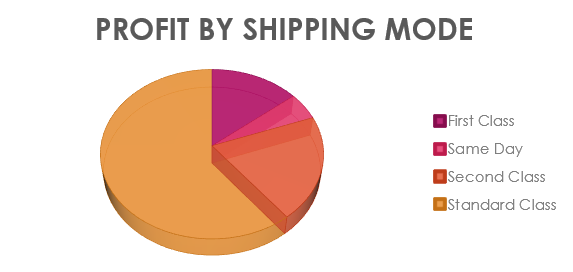 PROFIT BY SHIPPING MODE
First Class
Same Day
Second Class
Standard Class